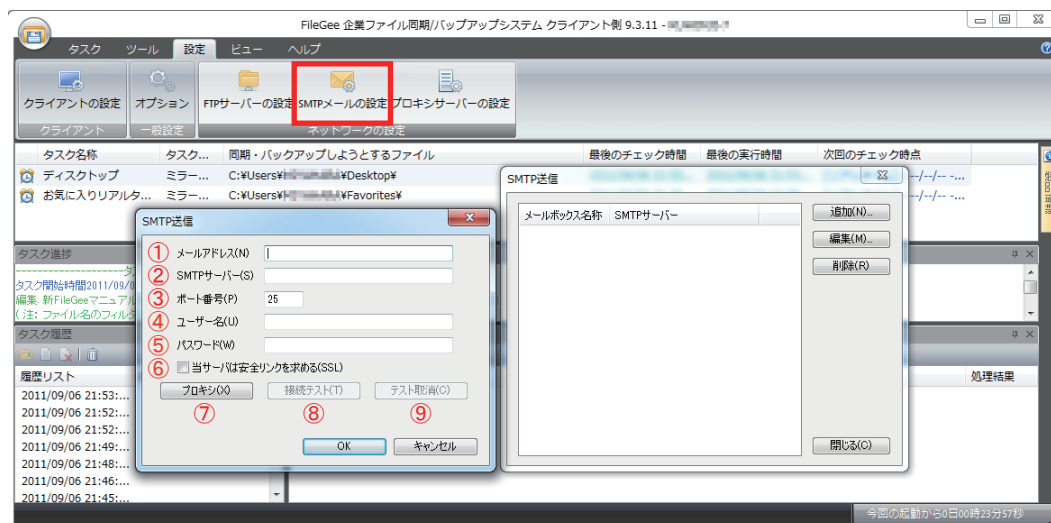 FileGee 企業ファイル同期/バップアップシステム クライアント側 9.3.11 -
タスク ツール 設定 ビュー ヘルプ
クライアントの設定 オプション FTPサーバーの設定 SMTPメールの設定 プロキシサーバーの設定
クライアント 一般設定 ネットワークの設定
タスク名称 タスク... 同期・バックアップしようとするファイル 最後のチェック時間 最後の実行時間 次回のチェック時点
ディスクトップ ミラー... C:¥Users¥ ¥Desktop¥ --/--/-- -...
お気に入りリアルタ... ミラー... C:¥Users¥ ¥Favorites¥ --/--/-- -...
SMTP送信
メールボックス名称 SMTPサーバー
追加(N)...
編集(M)...
削除(R)
閉じる(C)
SMTP送信
① メールアドレス(N)
② SMTPサーバー(S)
③ ポート番号(P) 25
④ ユーザー名(U)
⑤ パスワード(W)
⑥ 当サーバは安全リンクを求める(SSL)
プロキシ(X) 接続テスト(T) テスト取消(C)
⑦ ⑧ ⑨
OK キャンセル
タスク進捗
タスク開始時間2011/09/0
編集: 新FileGeeマニュアル
(注: ファイル名のフィルタ
タスク履歴
履歴リスト 処理結果
2011/09/06 21:53:...
2011/09/06 21:52:...
2011/09/06 21:52:...
2011/09/06 21:49:...
2011/09/06 21:48:...
2011/09/06 21:46:...
2011/09/06 21:45:...
今回の起動から0日00時23分57秒